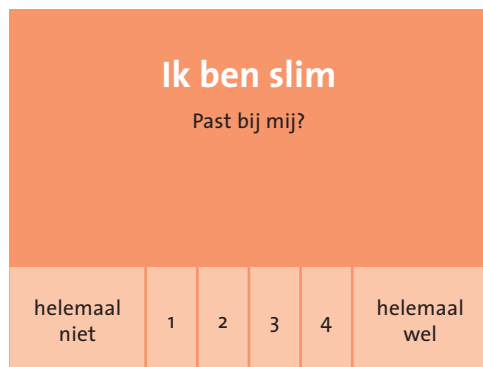 Ik ben slim
Past bij mij?
helemaal
niet
1
2
3
4
helemaal
wel